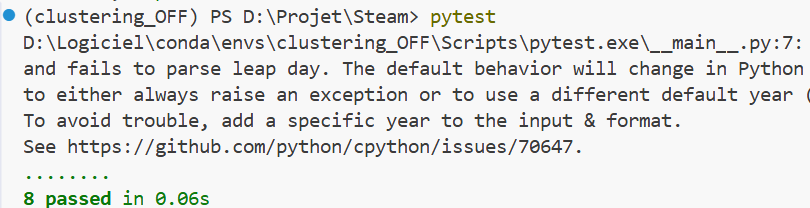 (clustering_OFF) PS D:\Projet\Steam> pytest
D:\Logiciel\conda\envs\clustering_OFF\Scripts\pytest.exe\__main__.py:7:
and fails to parse leap day. The default behavior will change in Python
to either always raise an exception or to use a different default year (
To avoid trouble, add a specific year to the input & format.
See https://github.com/python/cpython/issues/70647.
........
8 passed in 0.06s